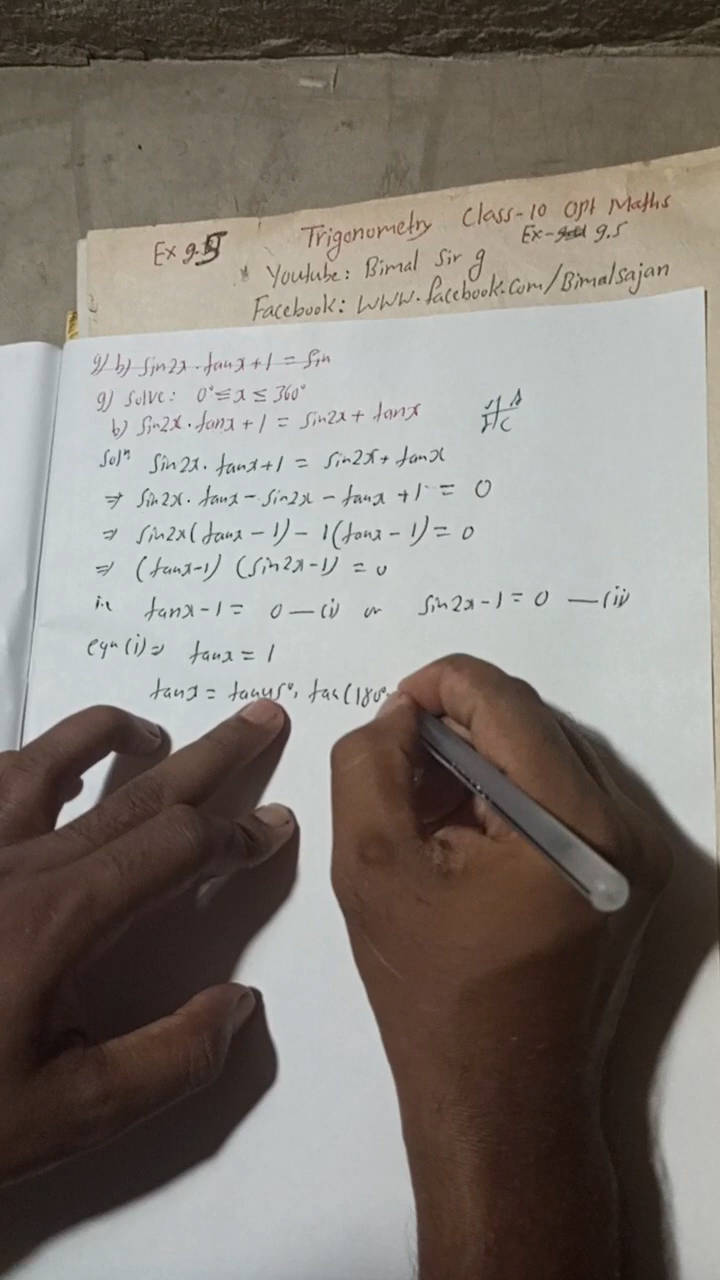 Ex 9.5
Trigonometry Class-10 Opt Maths
Ex- 9.5
Youtube: Bimal Sir g
Facebook: www.facebook.com/Bimalsajan
g) b) sin2x.tanx+1 = sin
g) solve: 0° ≤ x ≤ 360°
b) sin2x.tanx + 1 = sin2x + tanx
Solⁿ sin2x.tanx+1 = sin2x + tanx
⇒ sin2x.tanx - sin2x - tanx + 1 = 0
⇒ sin2x(tanx - 1) - 1(tanx - 1) = 0
⇒ (tanx-1) (sin2x-1) = 0
tanx - 1 = 0 — (i) or sin2x - 1 = 0 — (ii)
eqn (i) ⇒ tanx = 1
tanx = tan45°, tan(180°